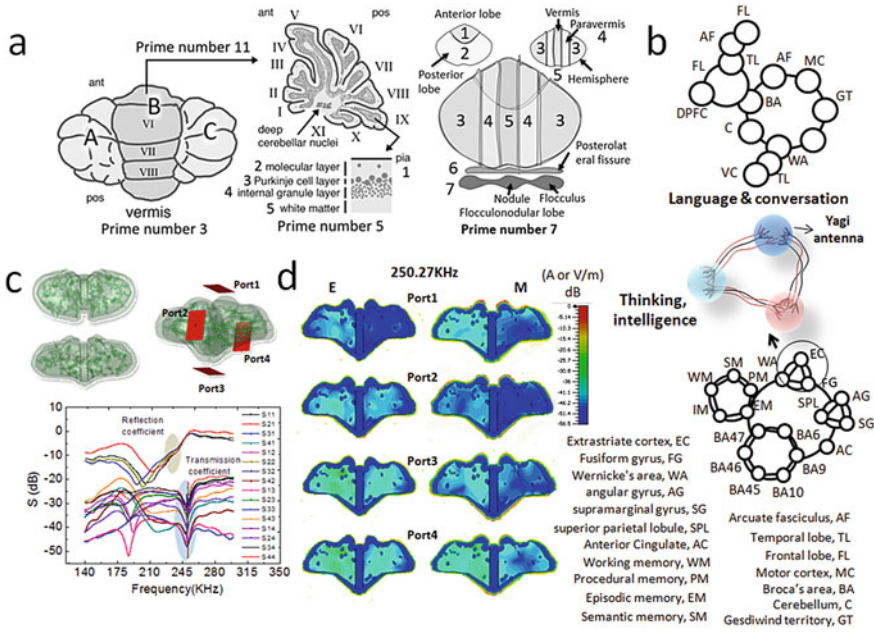 a
Prime number 11
ant
B
A
C
VI
VII
VIII
pos
vermis
Prime number 3
ant
pos
V
IV
III
II
I
VI
VII
VIII
IX
X
XI
deep
cerebellar nuclei
pia
1
2 molecular layer
3 Purkinje cell layer
4 internal granule layer
5 white matter
Prime number 5
Anterior lobe
1
2
Posterior
lobe
Vermis
Paravermis
4
3
3
5
Hemisphere
3
4
5
4
3
6
7
Posterolat
eral fissure
Nodule
Flocculus
Flocculonodular lobe
Prime number 7
b
FL
AF
TL
FL
AF
MC
BA
GT
DPFC
C
WA
VC
TL
Language & conversation
Yagi
antenna
Thinking,
intelligence
EC
WA
FG
SM
WM
PM
IM
EM
SPL
AG
SG
AC
BA47
BA6
BA46
BA9
BA45
BA10
c
Port1
Port2
Port4
Port3
Reflection
coefficient
Transmission
coefficient
S (dB)
10
0
-10
-20
-30
-40
-50
140
175
210
245
280
315
350
Frequency(KHz)
S11
S21
S31
S41
S12
S22
S32
S42
S13
S23
S33
S43
S14
S24
S34
S44
d
250.27KHz
E
M
(A or V/m)
dB
Port1
Port2
Port3
Port4
Extrastriate cortex, EC
Fusiform gyrus, FG
Wernicke's area, WA
angular gyrus, AG
supramarginal gyrus, SG
superior parietal lobule, SPL
Anterior Cingulate, AC
Working memory, WM
Procedural memory, PM
Episodic memory, EM
Semantic memory, SM
Arcuate fasciculus, AF
Temporal lobe, TL
Frontal lobe, FL
Motor cortex, MC
Broca's area, BA
Cerebellum, C
Gesdiwind territory, GT